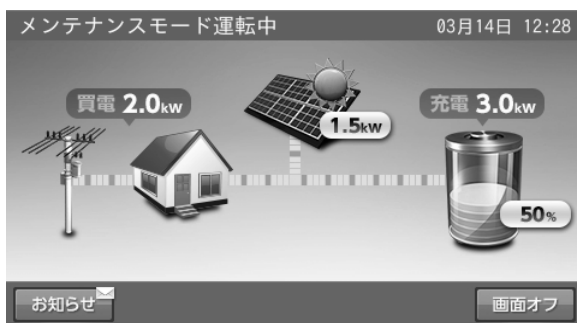 メンテナンスモード運転中 03月14日 12:28
買電 2.0kW
1.5kW
充電 3.0kW
50%
お知らせ 画面オフ